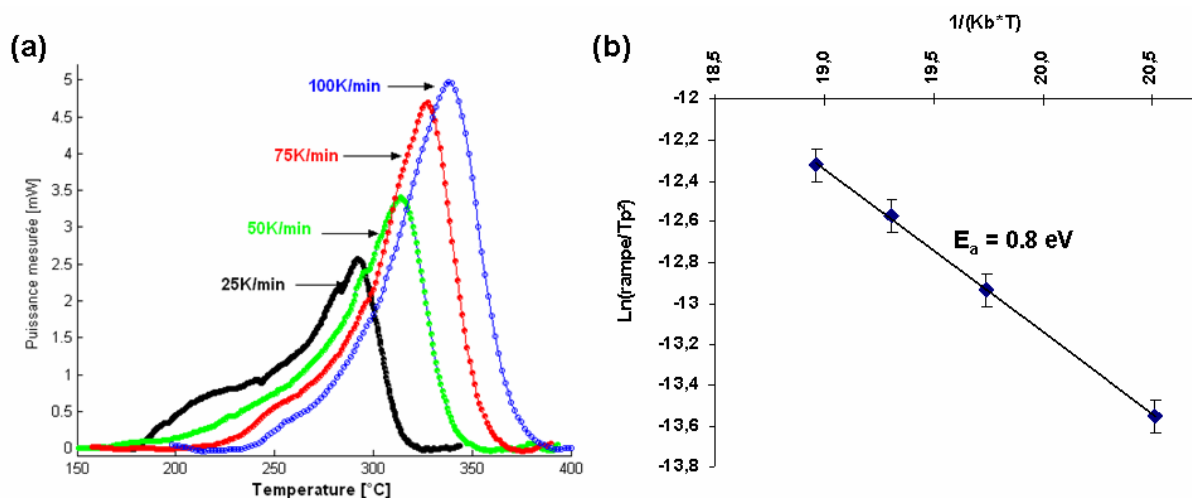 (a)
Puissance mesurée [mW]
5
4.5
4
3.5
3
2.5
2
1.5
1
0.5
0
100K/min
75K/min
50K/min
25K/min
150 200 250 300 350 400
Temperature [°C]
(b)
1/(Kb*T)
18,5 19,0 19,5 20,0 20,5
Ln(rampe/Tp²)
-12
-12,2
-12,4
-12,6
-12,8
-13
-13,2
-13,4
-13,6
-13,8
Ea = 0.8 eV